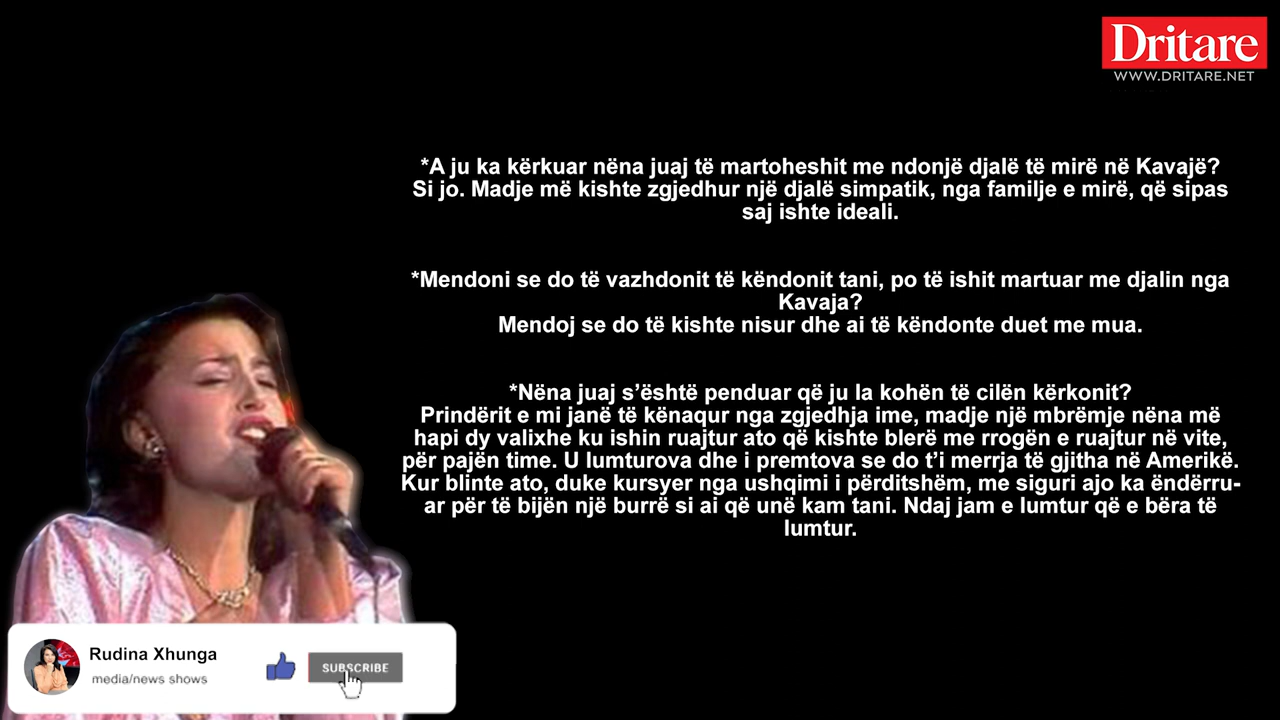 Dritare
WWW.DRITARE.NET
*A ju ka kërkuar nëna juaj të martoheshit me ndonjë djalë të mirë në Kavajë?
Si jo. Madje më kishte zgjedhur një djalë simpatik, nga familje e mirë, që sipas
saj ishte ideali.
*Mendoni se do të vazhdonit të këndonit tani, po të ishit martuar me djalin nga
Kavaja?
Mendoj se do të kishte nisur dhe ai të këndonte duet me mua.
*Nëna juaj s’është penduar që ju la kohën të cilën kërkonit?
Prindërit e mi janë të kënaqur nga zgjedhja ime, madje një mbrëmje nëna më
hapi dy valixhe ku ishin ruajtur ato që kishte blerë me rrogën e ruajtur në vite,
për pajën time. U lumturova dhe i premtova se do t’i merrja të gjitha në Amerikë.
Kur blinte ato, duke kursyer nga ushqimi i përditshëm, me siguri ajo ka ëndërru-
ar për të bijën një burrë si ai që unë kam tani. Ndaj jam e lumtur që e bëra të
lumtur.
Rudina Xhunga
media/news shows
SUBSCRIBE